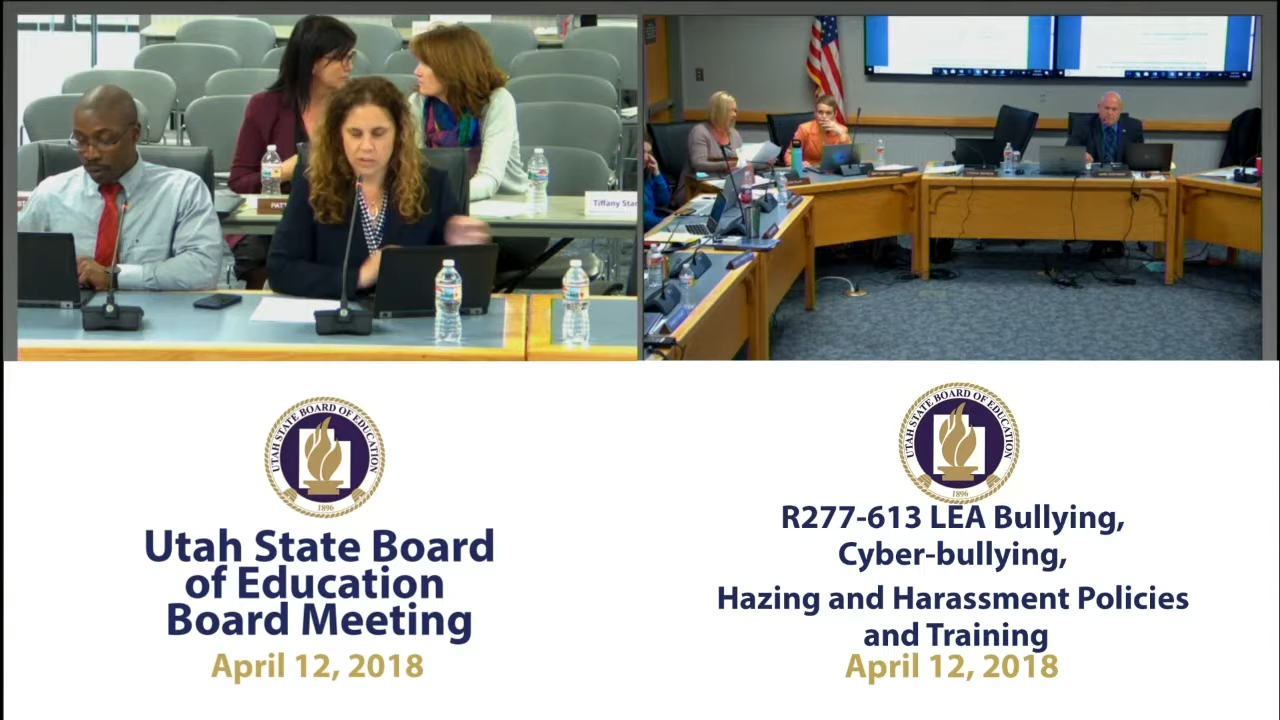 PATT
Tiffany Stan
UTAH STATE BOARD OF EDUCATION
1896
Utah State Board
of Education
Board Meeting
April 12, 2018
UTAH STATE BOARD OF EDUCATION
1896
R277-613 LEA Bullying,
Cyber-bullying,
Hazing and Harassment Policies
and Training
April 12, 2018